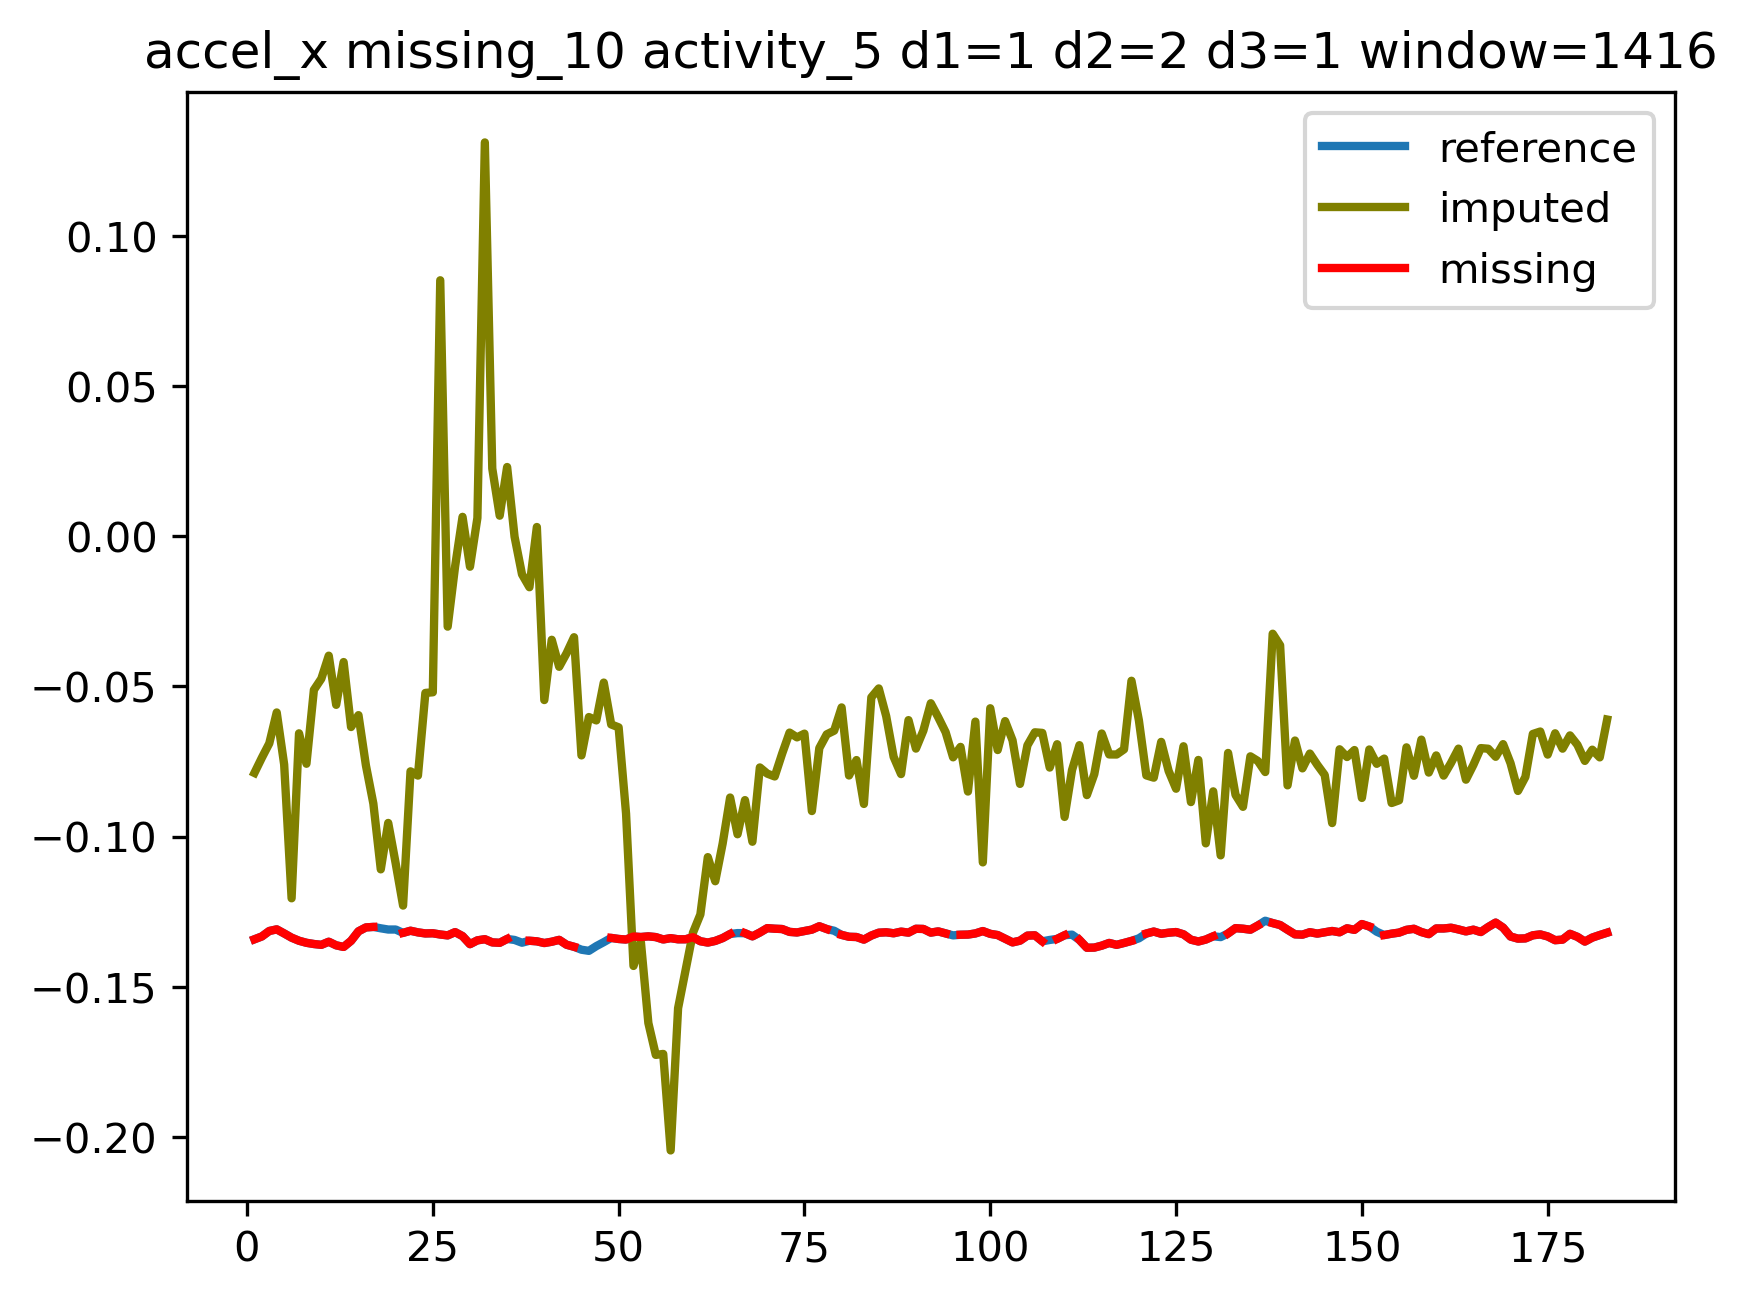 accel_x missing_10 activity_5 d1=1 d2=2 d3=1 window=1416
reference
imputed
missing
0.10
0.05
0.00
−0.05
−0.10
−0.15
−0.20
0 25 50 75 100 125 150 175